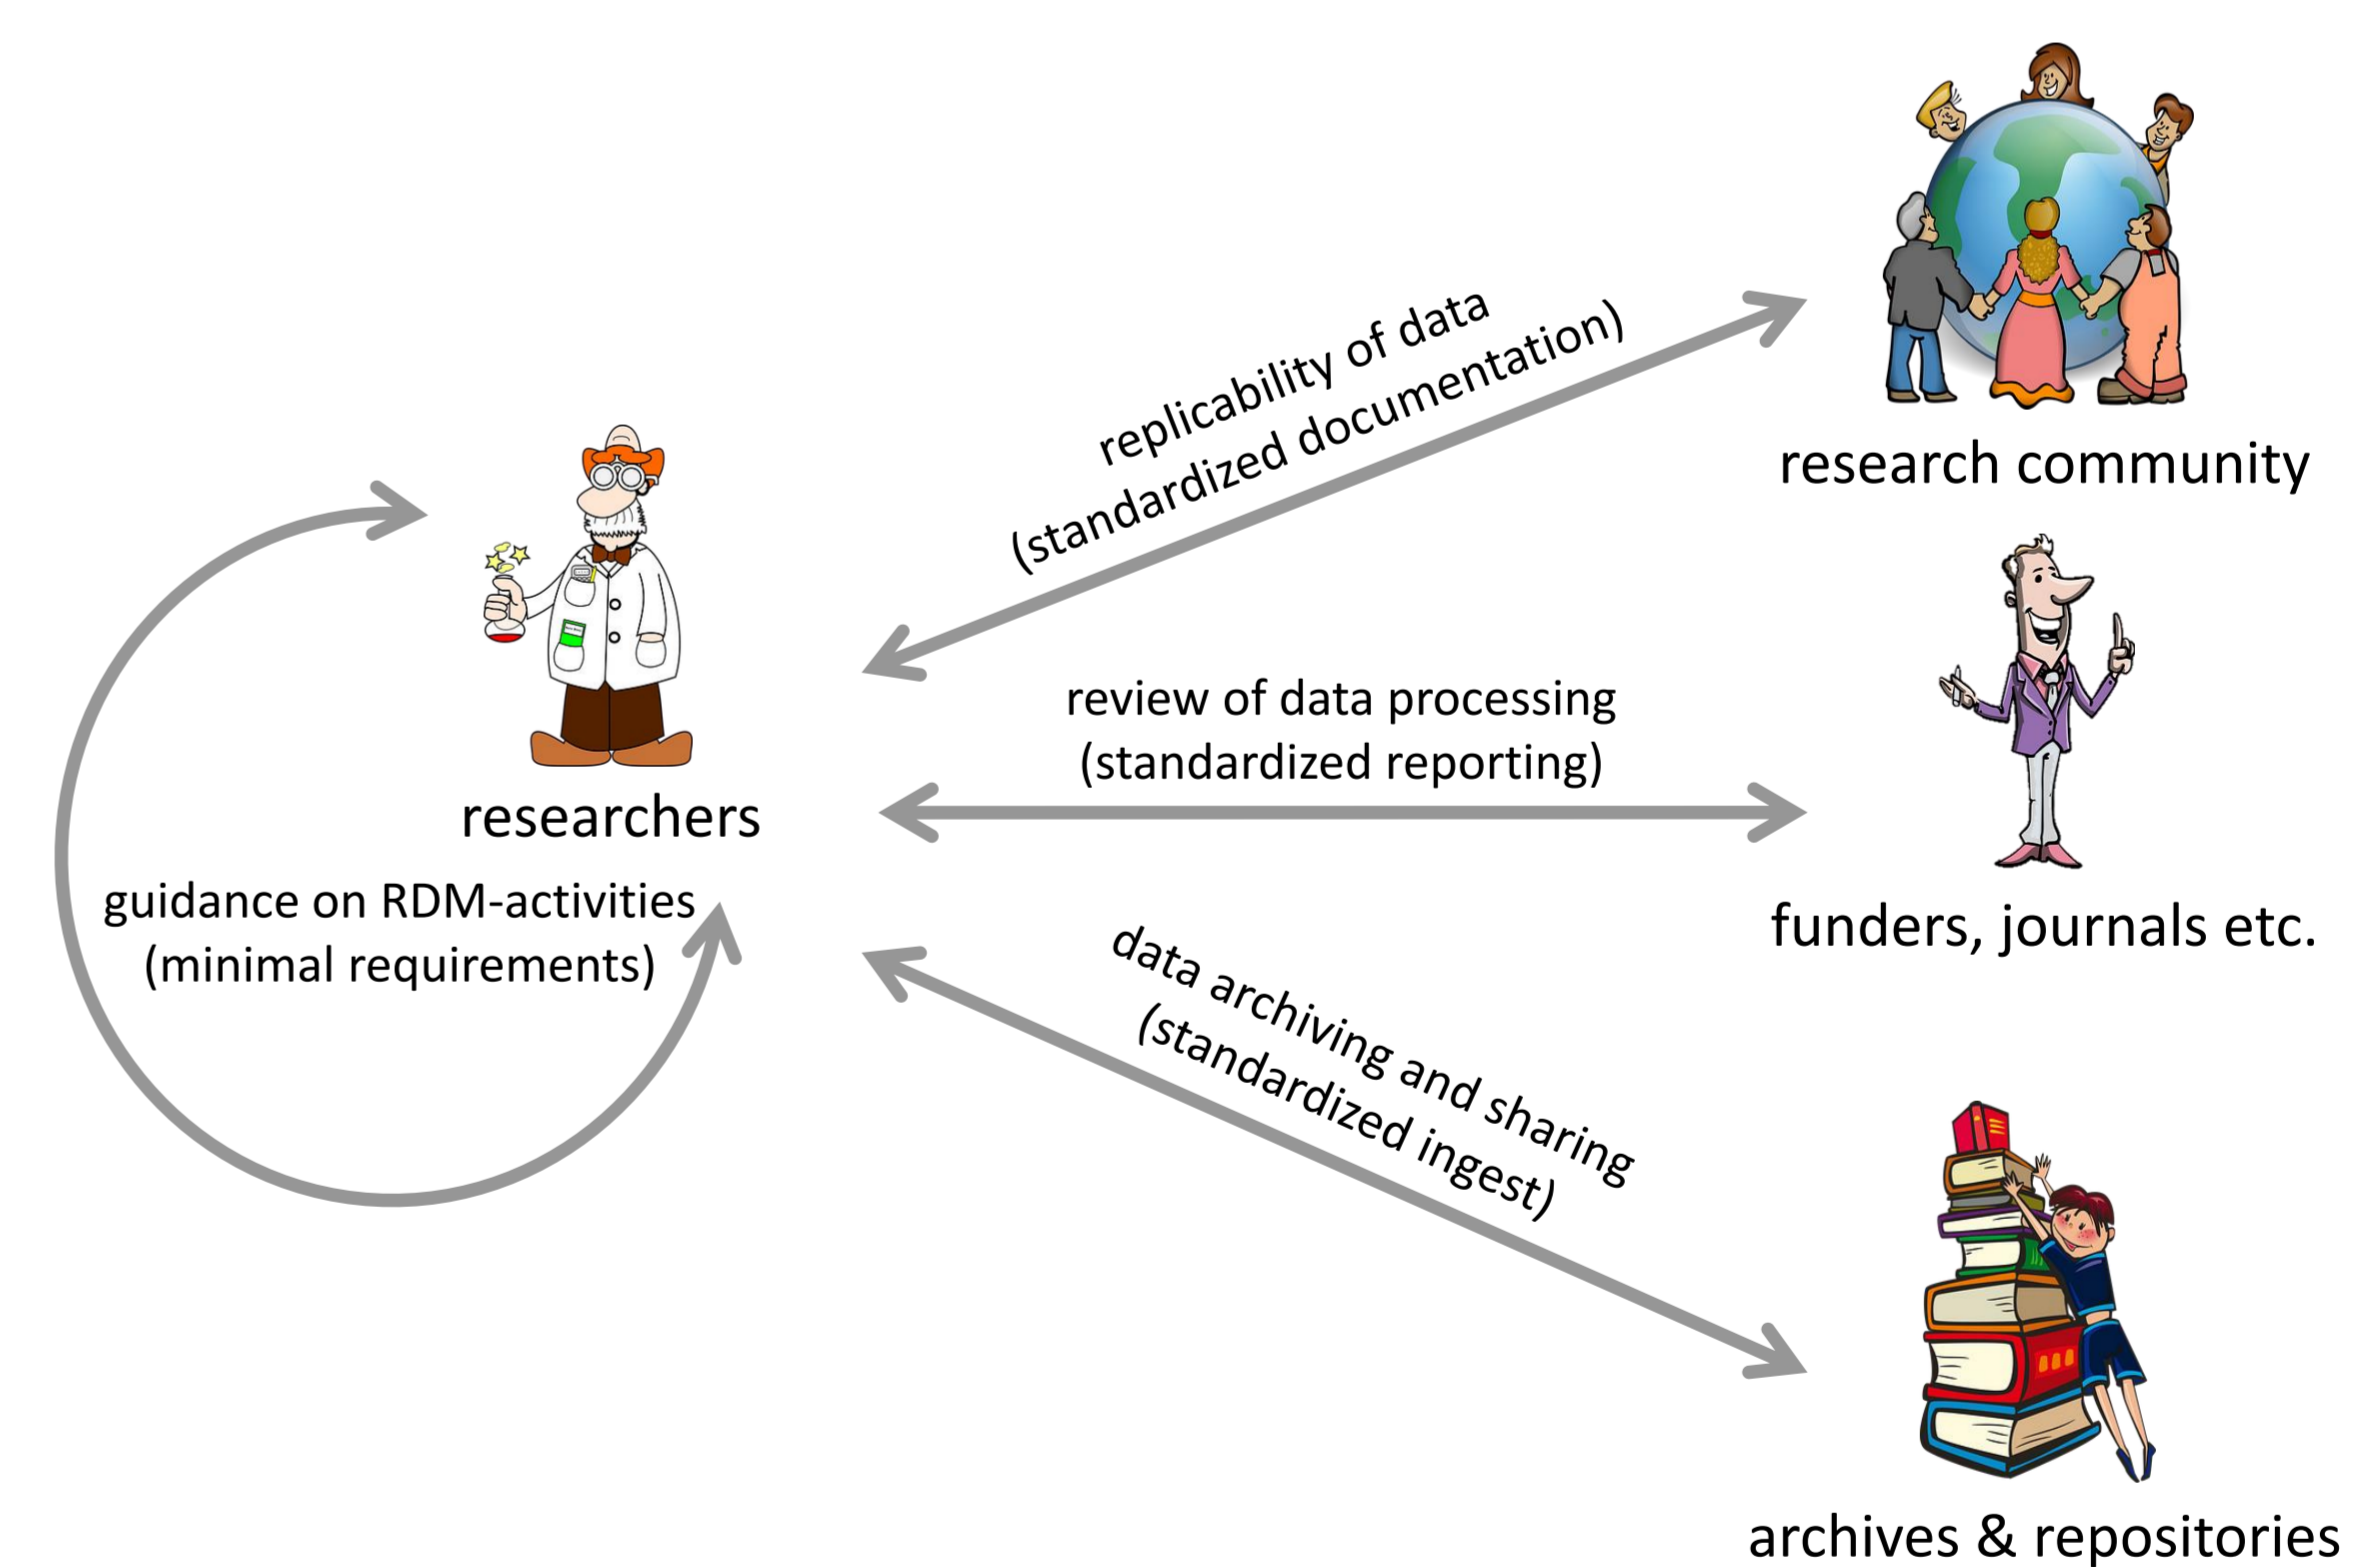 replicability of data
(standardized documentation)
research community
researchers
guidance on RDM-activities
(minimal requirements)
review of data processing
(standardized reporting)
funders, journals etc.
data archiving and sharing
(standardized ingest)
archives & repositories